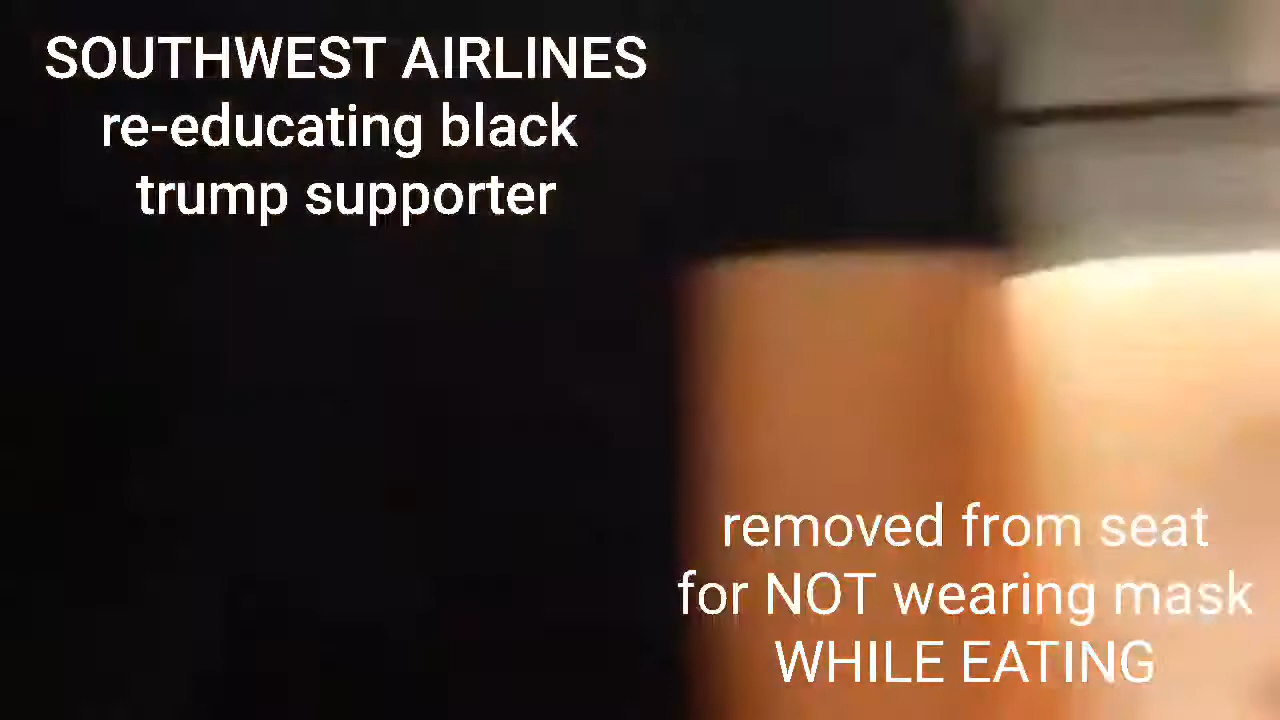 SOUTHWEST AIRLINES
re-educating black
trump supporter
removed from seat
for NOT wearing mask
WHILE EATING